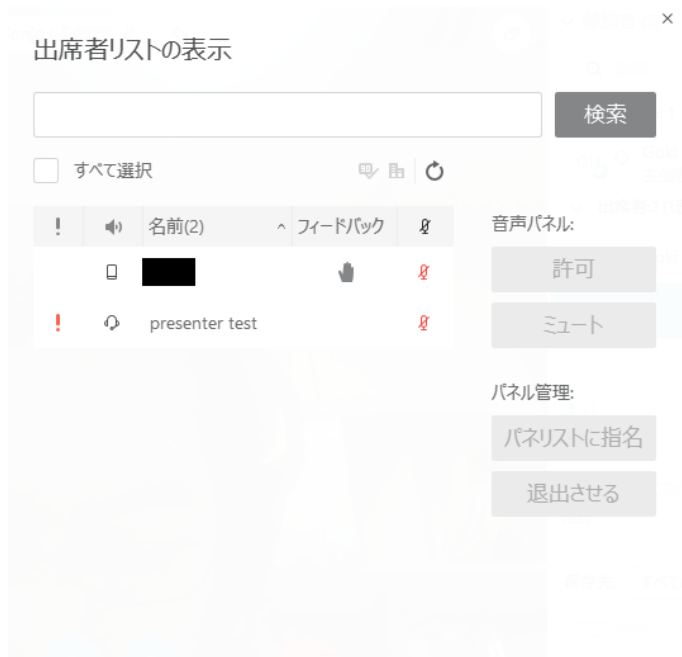 出席者リストの表示
検索
すべて選択
名前(2) フィードバック
presenter test
音声パネル:
許可
ミュート
パネル管理:
パネリストに指名
退出させる